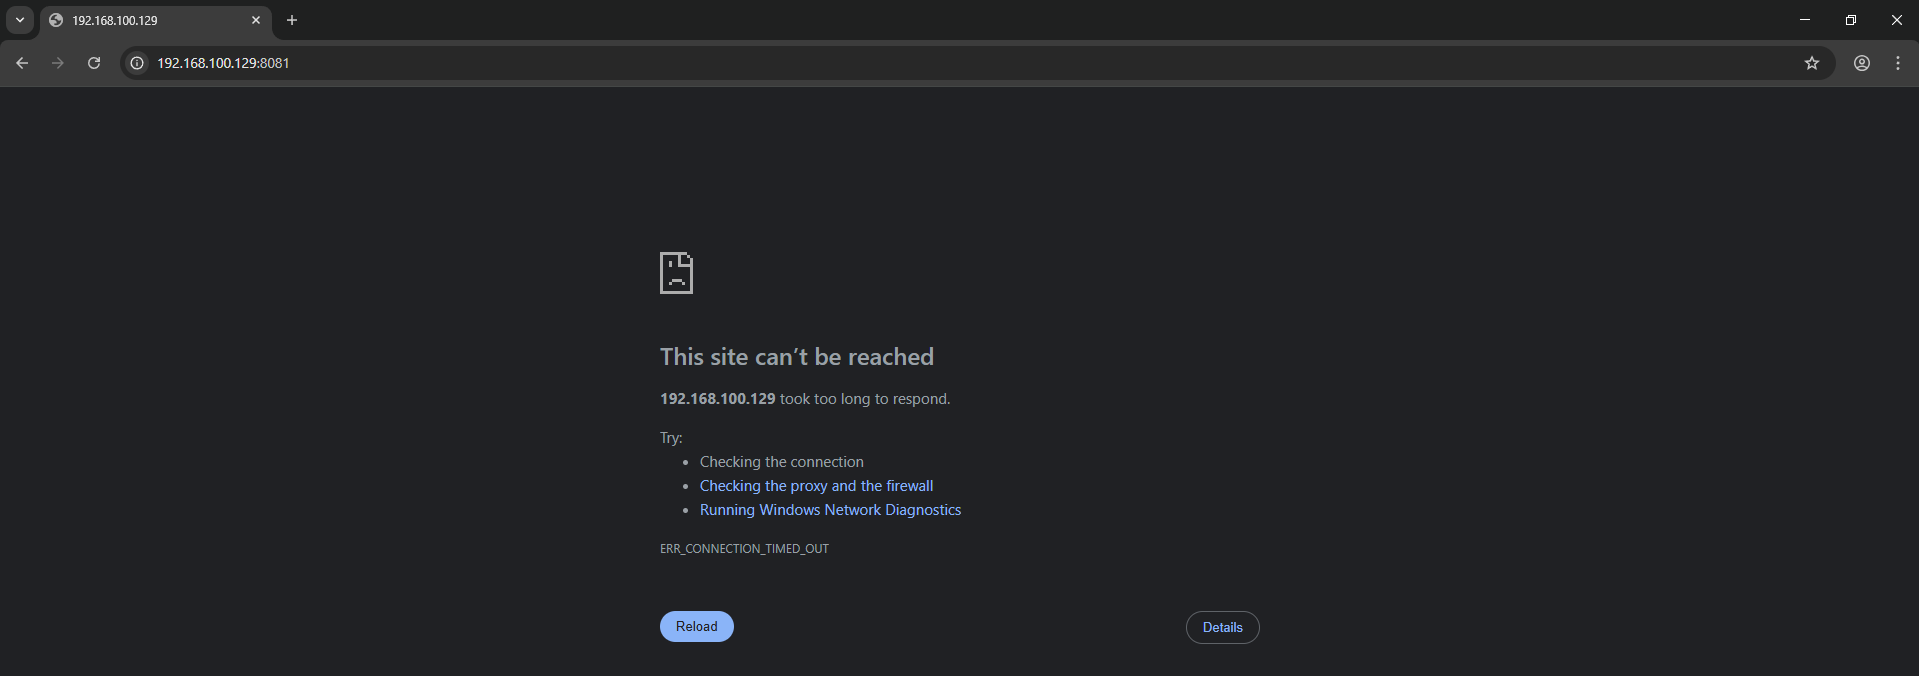 192.168.100.129
192.168.100.129:8081
This site can’t be reached
192.168.100.129 took too long to respond.
Try:
Checking the connection
Checking the proxy and the firewall
Running Windows Network Diagnostics
ERR_CONNECTION_TIMED_OUT
Reload
Details